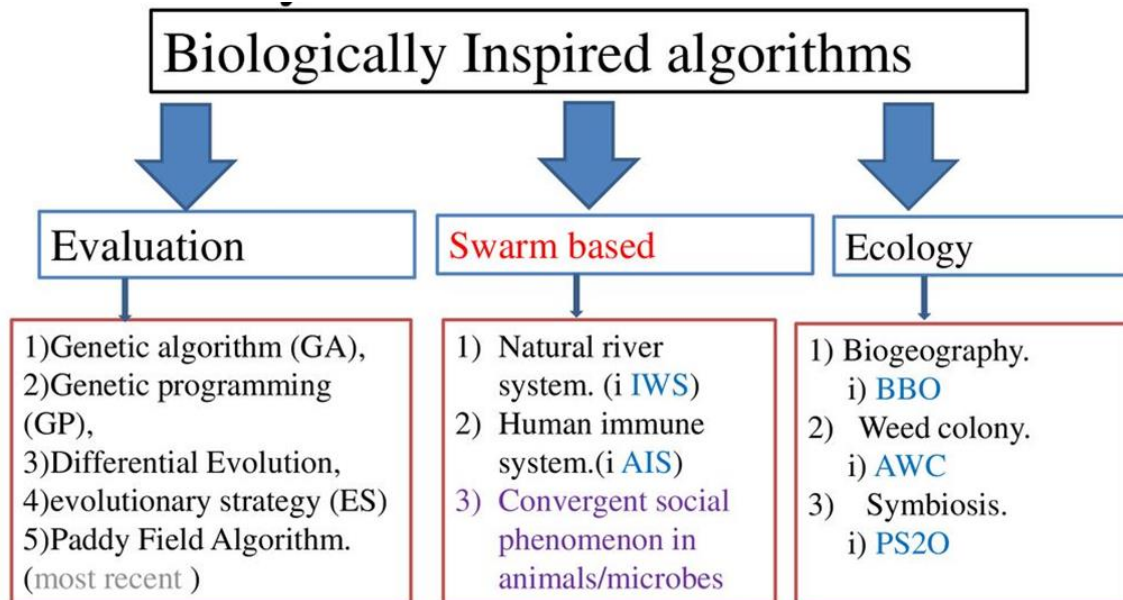 Biologically Inspired algorithms
Evaluation
1)Genetic algorithm (GA),
2)Genetic programming
(GP),
3)Differential Evolution,
4)evolutionary strategy (ES)
5)Paddy Field Algorithm.
(most recent )
Swarm based
1) Natural river
system. (i IWS)
2) Human immune
system.(i AIS)
3) Convergent social
phenomenon in
animals/microbes
Ecology
1) Biogeography.
i) BBO
2) Weed colony.
i) AWC
3) Symbiosis.
i) PS2O